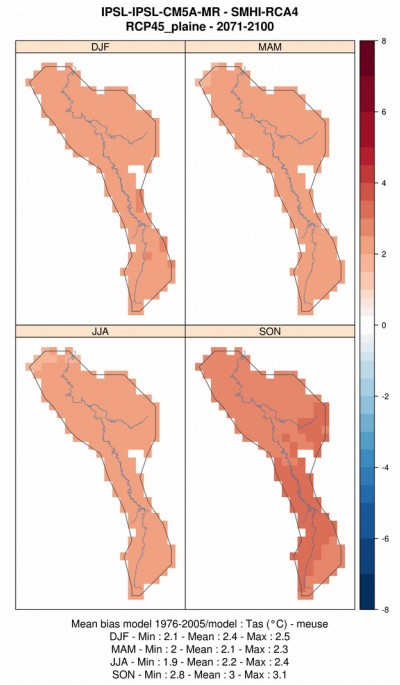 IPSL-IPSL-CM5A-MR - SMHI-RCA4
RCP45_plaine - 2071-2100
DJF
MAM
JJA
SON
8
6
4
2
0
-2
-4
-6
-8
Mean bias model 1976-2005/model : Tas (°C) - meuse
DJF - Min : 2.1 - Mean : 2.4 - Max : 2.5
MAM - Min : 2 - Mean : 2.1 - Max : 2.3
JJA - Min : 1.9 - Mean : 2.2 - Max : 2.4
SON - Min : 2.8 - Mean : 3 - Max : 3.1